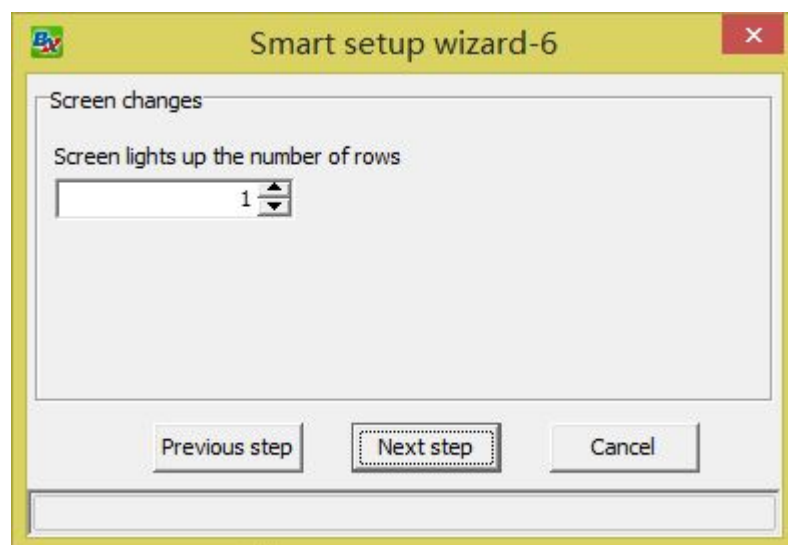 BX
Smart setup wizard-6
Screen changes
Screen lights up the number of rows
1
Previous step
Next step
Cancel